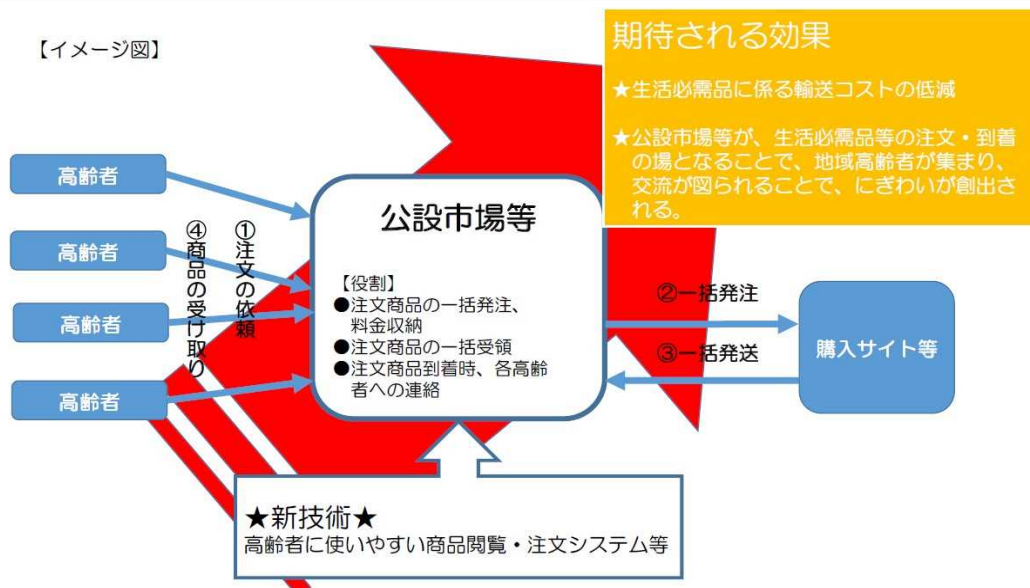 【イメージ図】
期待される効果
★生活必需品に係る輸送コストの低減
★公設市場等が、生活必需品等の注文・到着
の場となることで、地域高齢者が集まり、
交流が図られることで、にぎわいが創出さ
れる。
高齢者
高齢者
高齢者
高齢者
①注文の依頼
④商品の受け取り
公設市場等
【役割】
●注文商品の一括発注、
料金収納
●注文商品の一括受領
●注文商品到着時、各高齢
者への連絡
②一括発注
③一括発送
購入サイト等
★新技術★
高齢者に使いやすい商品閲覧・注文システム等